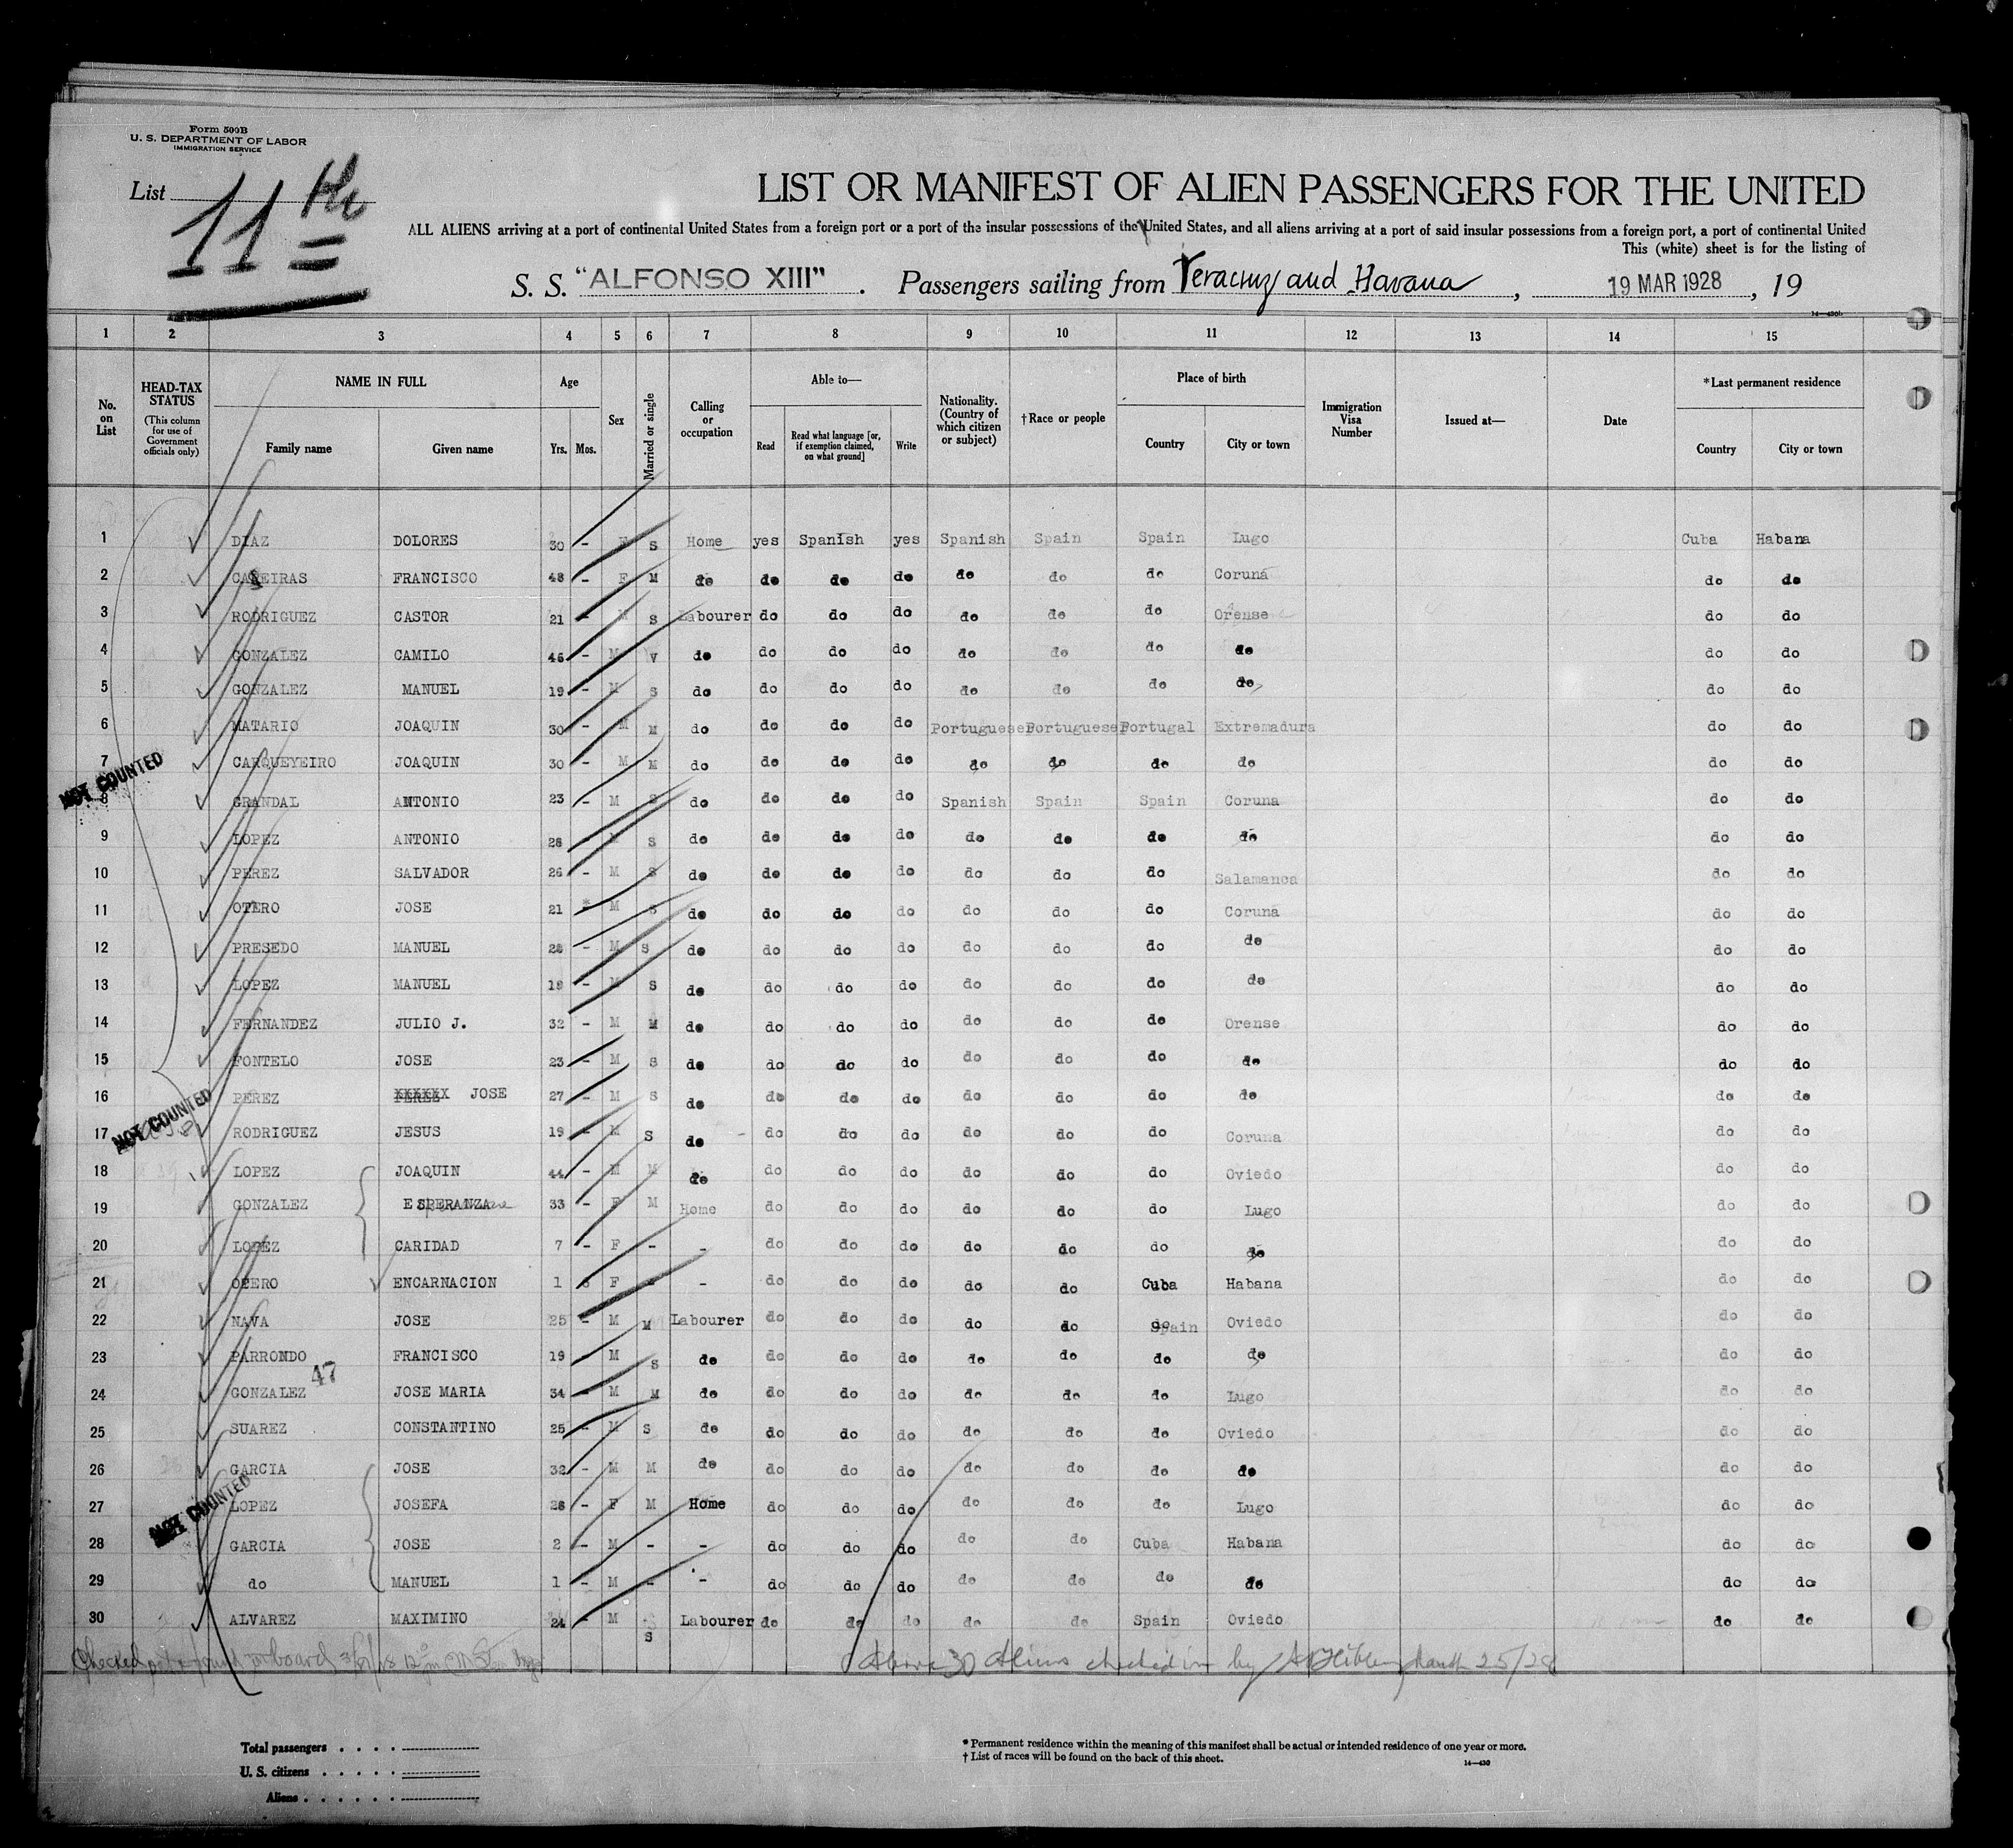 Form 500B
U. S. DEPARTMENT OF LABOR
IMMIGRATION SERVICE
List 11th
LIST OR MANIFEST OF ALIEN PASSENGERS FOR THE UNITED
ALL ALIENS arriving at a port of continental United States from a foreign port or a port of the insular possessions of the United States, and all aliens arriving at a port of said insular possessions from a foreign port, a port of continental United
This (white) sheet is for the listing of
S. S. "ALFONSO XIII" . Passengers sailing from Veracruz and Havana , 19 MAR 1928 , 19
1 2 3 4 5 6 7 8 9 10 11 12 13 14 15
No. on List HEAD-TAX STATUS (This column for use of Government officials only) NAME IN FULL Family name Given name Age Yrs. Mos. Sex Married or single Calling or occupation Able to— Read Read what language [or, if exemption claimed, on what ground] Write Nationality. (Country of which citizen or subject) †Race or people Place of birth Country City or town Immigration Visa Number Issued at— Date *Last permanent residence Country City or town
1 DIAZ DOLORES 30 - F S Home yes Spanish yes Spanish Spain Spain Lugo Cuba Habana
2 FRANCISCO 48 - F M do do do do do do do Coruna do do
3 RODRIGUEZ CASTOR 21 - M S Labourer do do do do do do Orense do do
4 GONZALEZ CAMILO 45 - M V do do do do do do do do do do
5 GONZALEZ MANUEL 19 - M S do do do do do do do do do do
6 MATARIO JOAQUIN 30 - M M do do do do Portuguese Portuguese Portugal Extremadura do do
7 CARQUEYEIRO JOAQUIN 30 - M M do do do do do do do do do do
NOT COUNTED
8 GRANDAL ANTONIO 23 - M S do do do do Spanish Spain Spain Coruna do do
9 LOPEZ ANTONIO 28 - M S do do do do do do do do do do
10 PEREZ SALVADOR 26 - M S do do do do do do do Salamanca do do
11 OTERO JOSE 21 M S do do do do do do do Coruna do do
12 PRESEDO MANUEL 28 - M S do do do do do do do do do do
13 LOPEZ MANUEL 19 - M S do do do do do do do do do do
14 FERNANDEZ JULIO J. 32 - M M do do do do do do do Orense do do
15 FONTELO JOSE 23 - M S do do do do do do do do do do
16 PEREZ XXXXXX JOSE 27 - M S do do do do do do do do do do
NOT COUNTED
17 RODRIGUEZ JESUS 19 - M S do do do do do do do Coruna do do
18 LOPEZ JOAQUIN 44 - M M do do do do do do do Oviedo do do
19 GONZALEZ ESPERANZA 33 - F M Home do do do do do do Lugo do do
20 LOPEZ CARIDAD 7 - F - - do do do do do do do do do
21 OTERO ENCARNACION 1 F - - do do do do do Cuba Habana do do
22 NAVA JOSE 25 - M M Labourer do do do do do Spain Oviedo do do
23 PARRONDO FRANCISCO 19 - M S do do do do do do do do do do
47
24 GONZALEZ JOSE MARIA 34 - M M do do do do do do do Lugo do do
25 SUAREZ CONSTANTINO 25 - M S do do do do do do do Oviedo do do
26 GARCIA JOSE 32 - M M do do do do do do do do do do
27 LOPEZ JOSEFA 28 - F M Home do do do do do do Lugo do do
NOT COUNTED
28 GARCIA JOSE 2 - M - - do do do do do Cuba Habana do do
29 do MANUEL 1 - M - - do do do do do do do do do
30 ALVAREZ MAXIMINO 24 - M S Labourer do do do do do Spain Oviedo do do
Checked on board
Above 30 Aliens checked in by March 25/28
Total passengers . . . .
U. S. citizens . . . . .
Aliens . . . . . .
* Permanent residence within the meaning of this manifest shall be actual or intended residence of one year or more.
† List of races will be found on the back of this sheet.
14—430